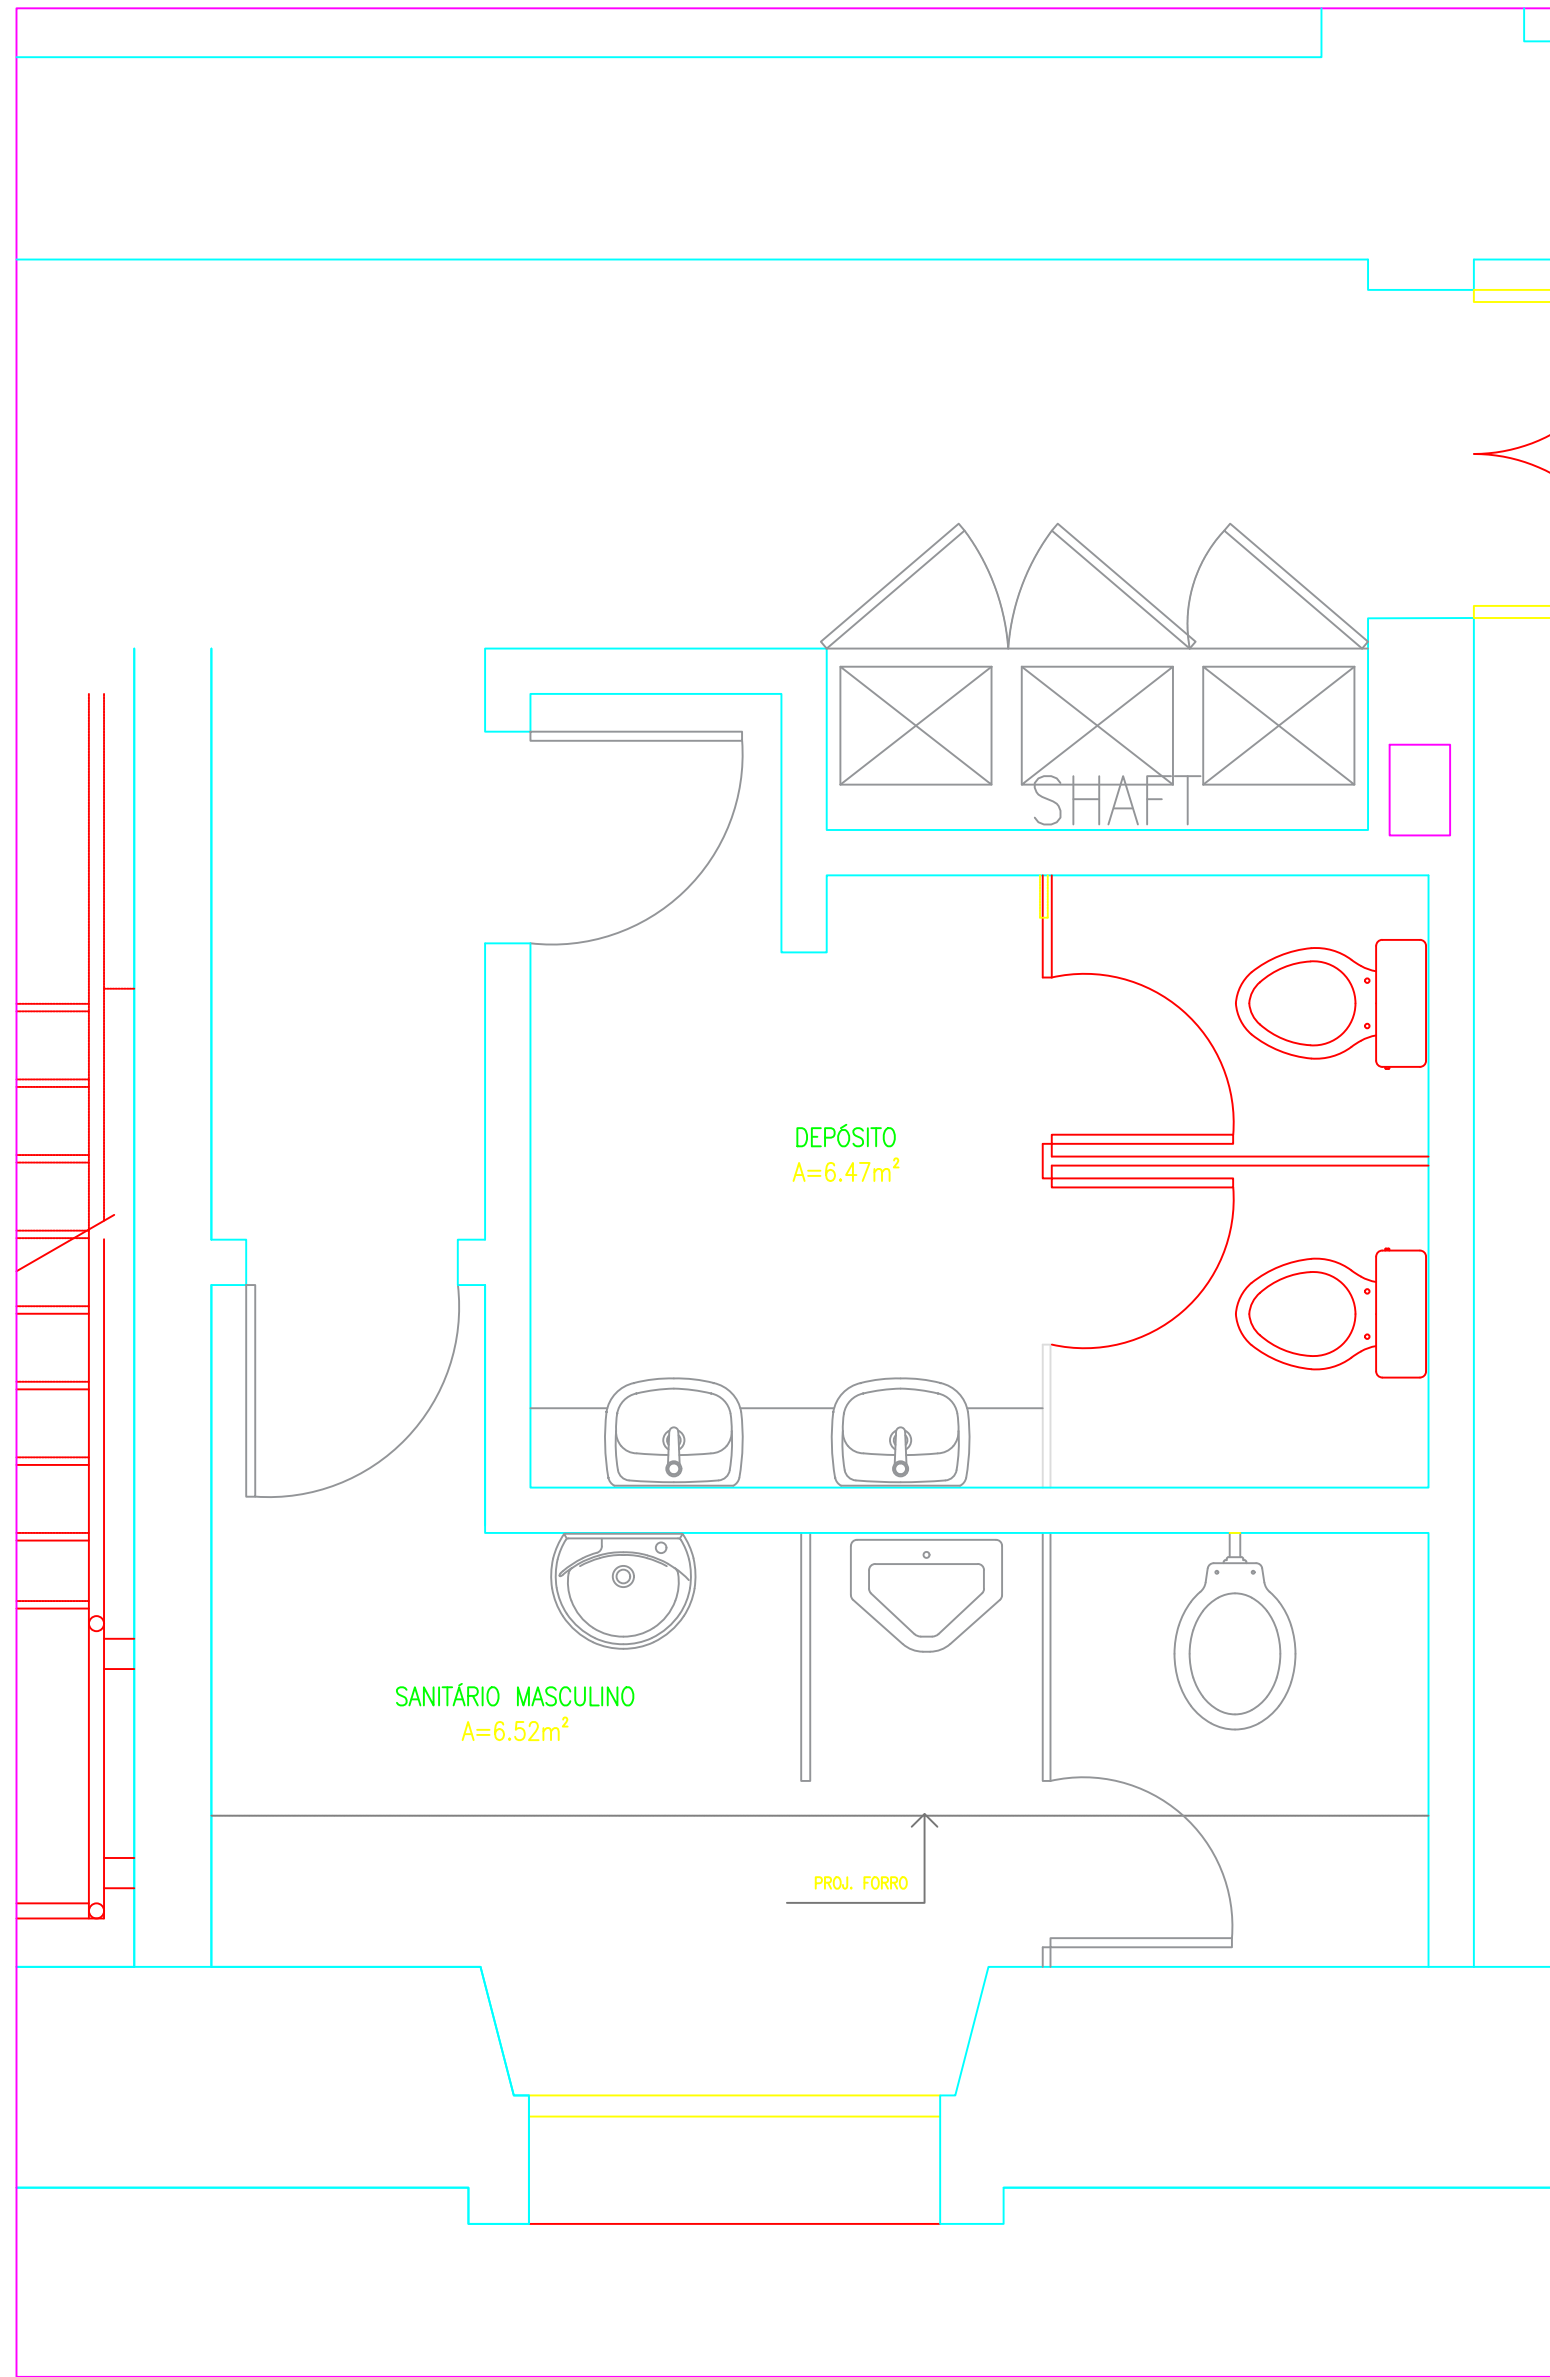 SHAFT
DEPÓSITO
A=6.47m²
SANITÁRIO MASCULINO
A=6.52m²
PROJ. FORRO